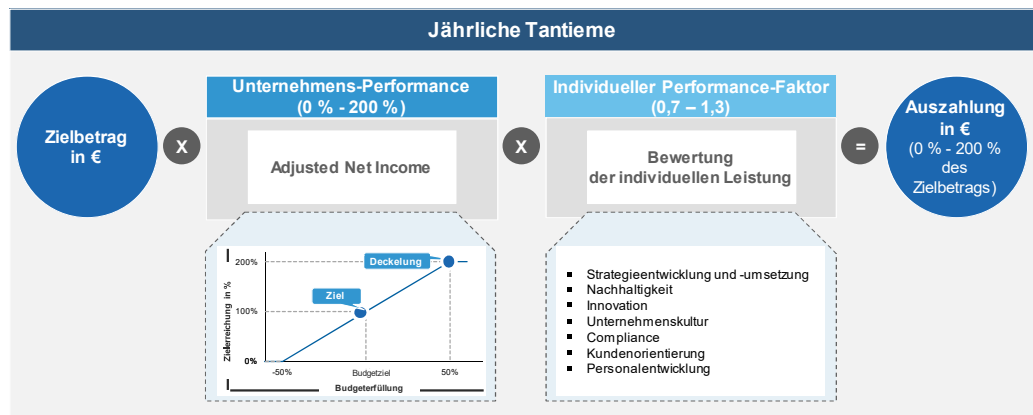 Jährliche Tantieme
Zielbetrag
in €
X
Unternehmens-Performance
(0 % - 200 %)
Adjusted Net Income
X
Individueller Performance-Faktor
(0,7 – 1,3)
Bewertung
der individuellen Leistung
=
Auszahlung
in €
(0 % - 200 %
des
Zielbetrags)
Zielerreichung in %
200%
100%
0%
Deckelung
Ziel
-50%
Budgetziel
50%
Budgeterfüllung
▪ Strategieentwicklung und -umsetzung
▪ Nachhaltigkeit
▪ Innovation
▪ Unternehmenskultur
▪ Compliance
▪ Kundenorientierung
▪ Personalentwicklung